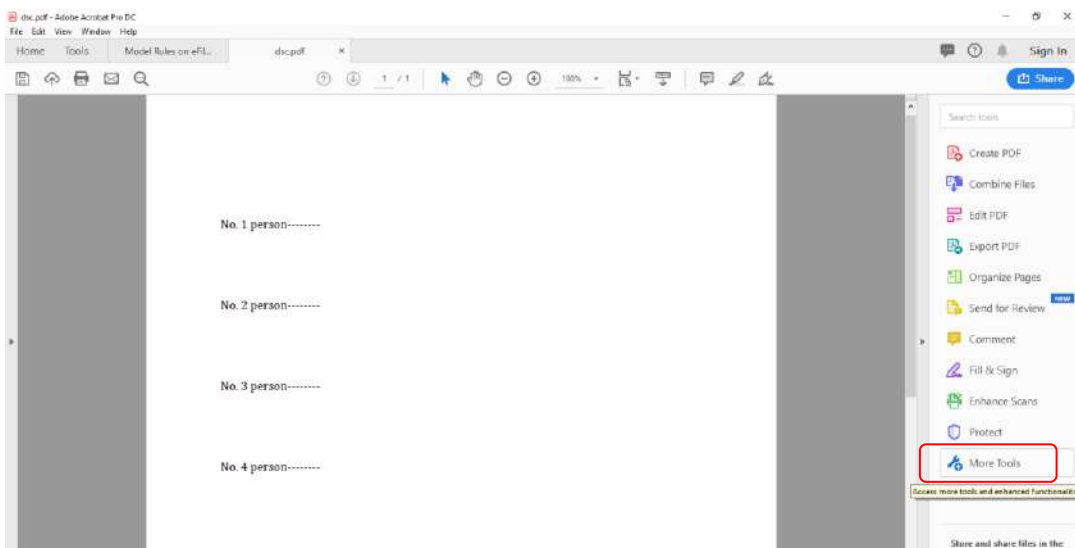 dsc.pdf - Adobe Acrobat Pro DC
File Edit View Window Help
Home Tools Model Rules on eFil... dsc.pdf × Sign In
1 / 1 100% Share
Search tools
Create PDF
Combine Files
No. 1 person--------
Edit PDF
Export PDF
Organize Pages
No. 2 person--------
Send for Review NEW
Comment
No. 3 person--------
Fill & Sign
Enhance Scans
Protect
No. 4 person--------
More Tools
Access more tools and enhanced functionalit
Store and share files in the